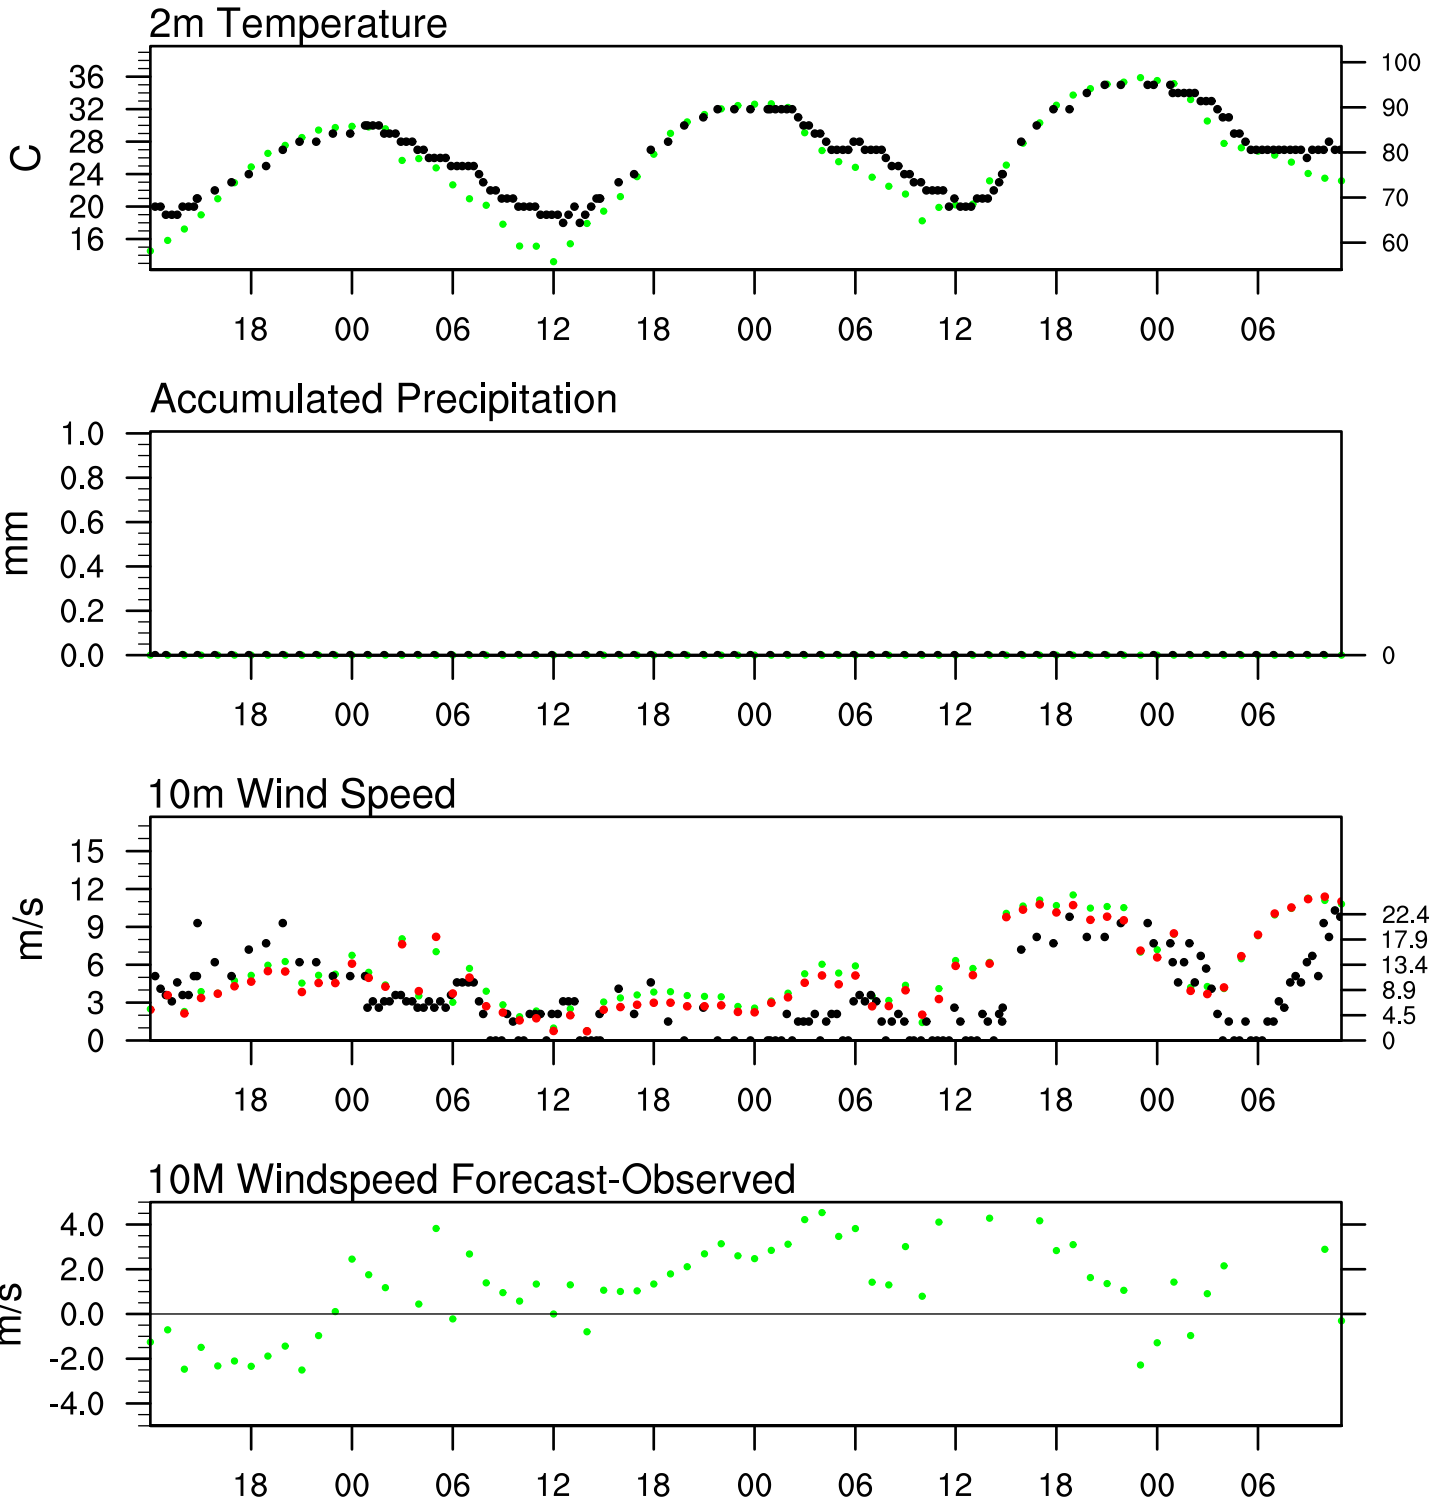 2m Temperature
36
32
28
24
20
16
C
100
90
80
70
60
18 00 06 12 18 00 06 12 18 00 06
Accumulated Precipitation
1.0
0.8
0.6
0.4
0.2
0.0
mm
0
18 00 06 12 18 00 06 12 18 00 06
10m Wind Speed
15
12
9
6
3
0
m/s
22.4
17.9
13.4
8.9
4.5
0
18 00 06 12 18 00 06 12 18 00 06
10M Windspeed Forecast-Observed
4.0
2.0
0.0
-2.0
-4.0
m/s
18 00 06 12 18 00 06 12 18 00 06